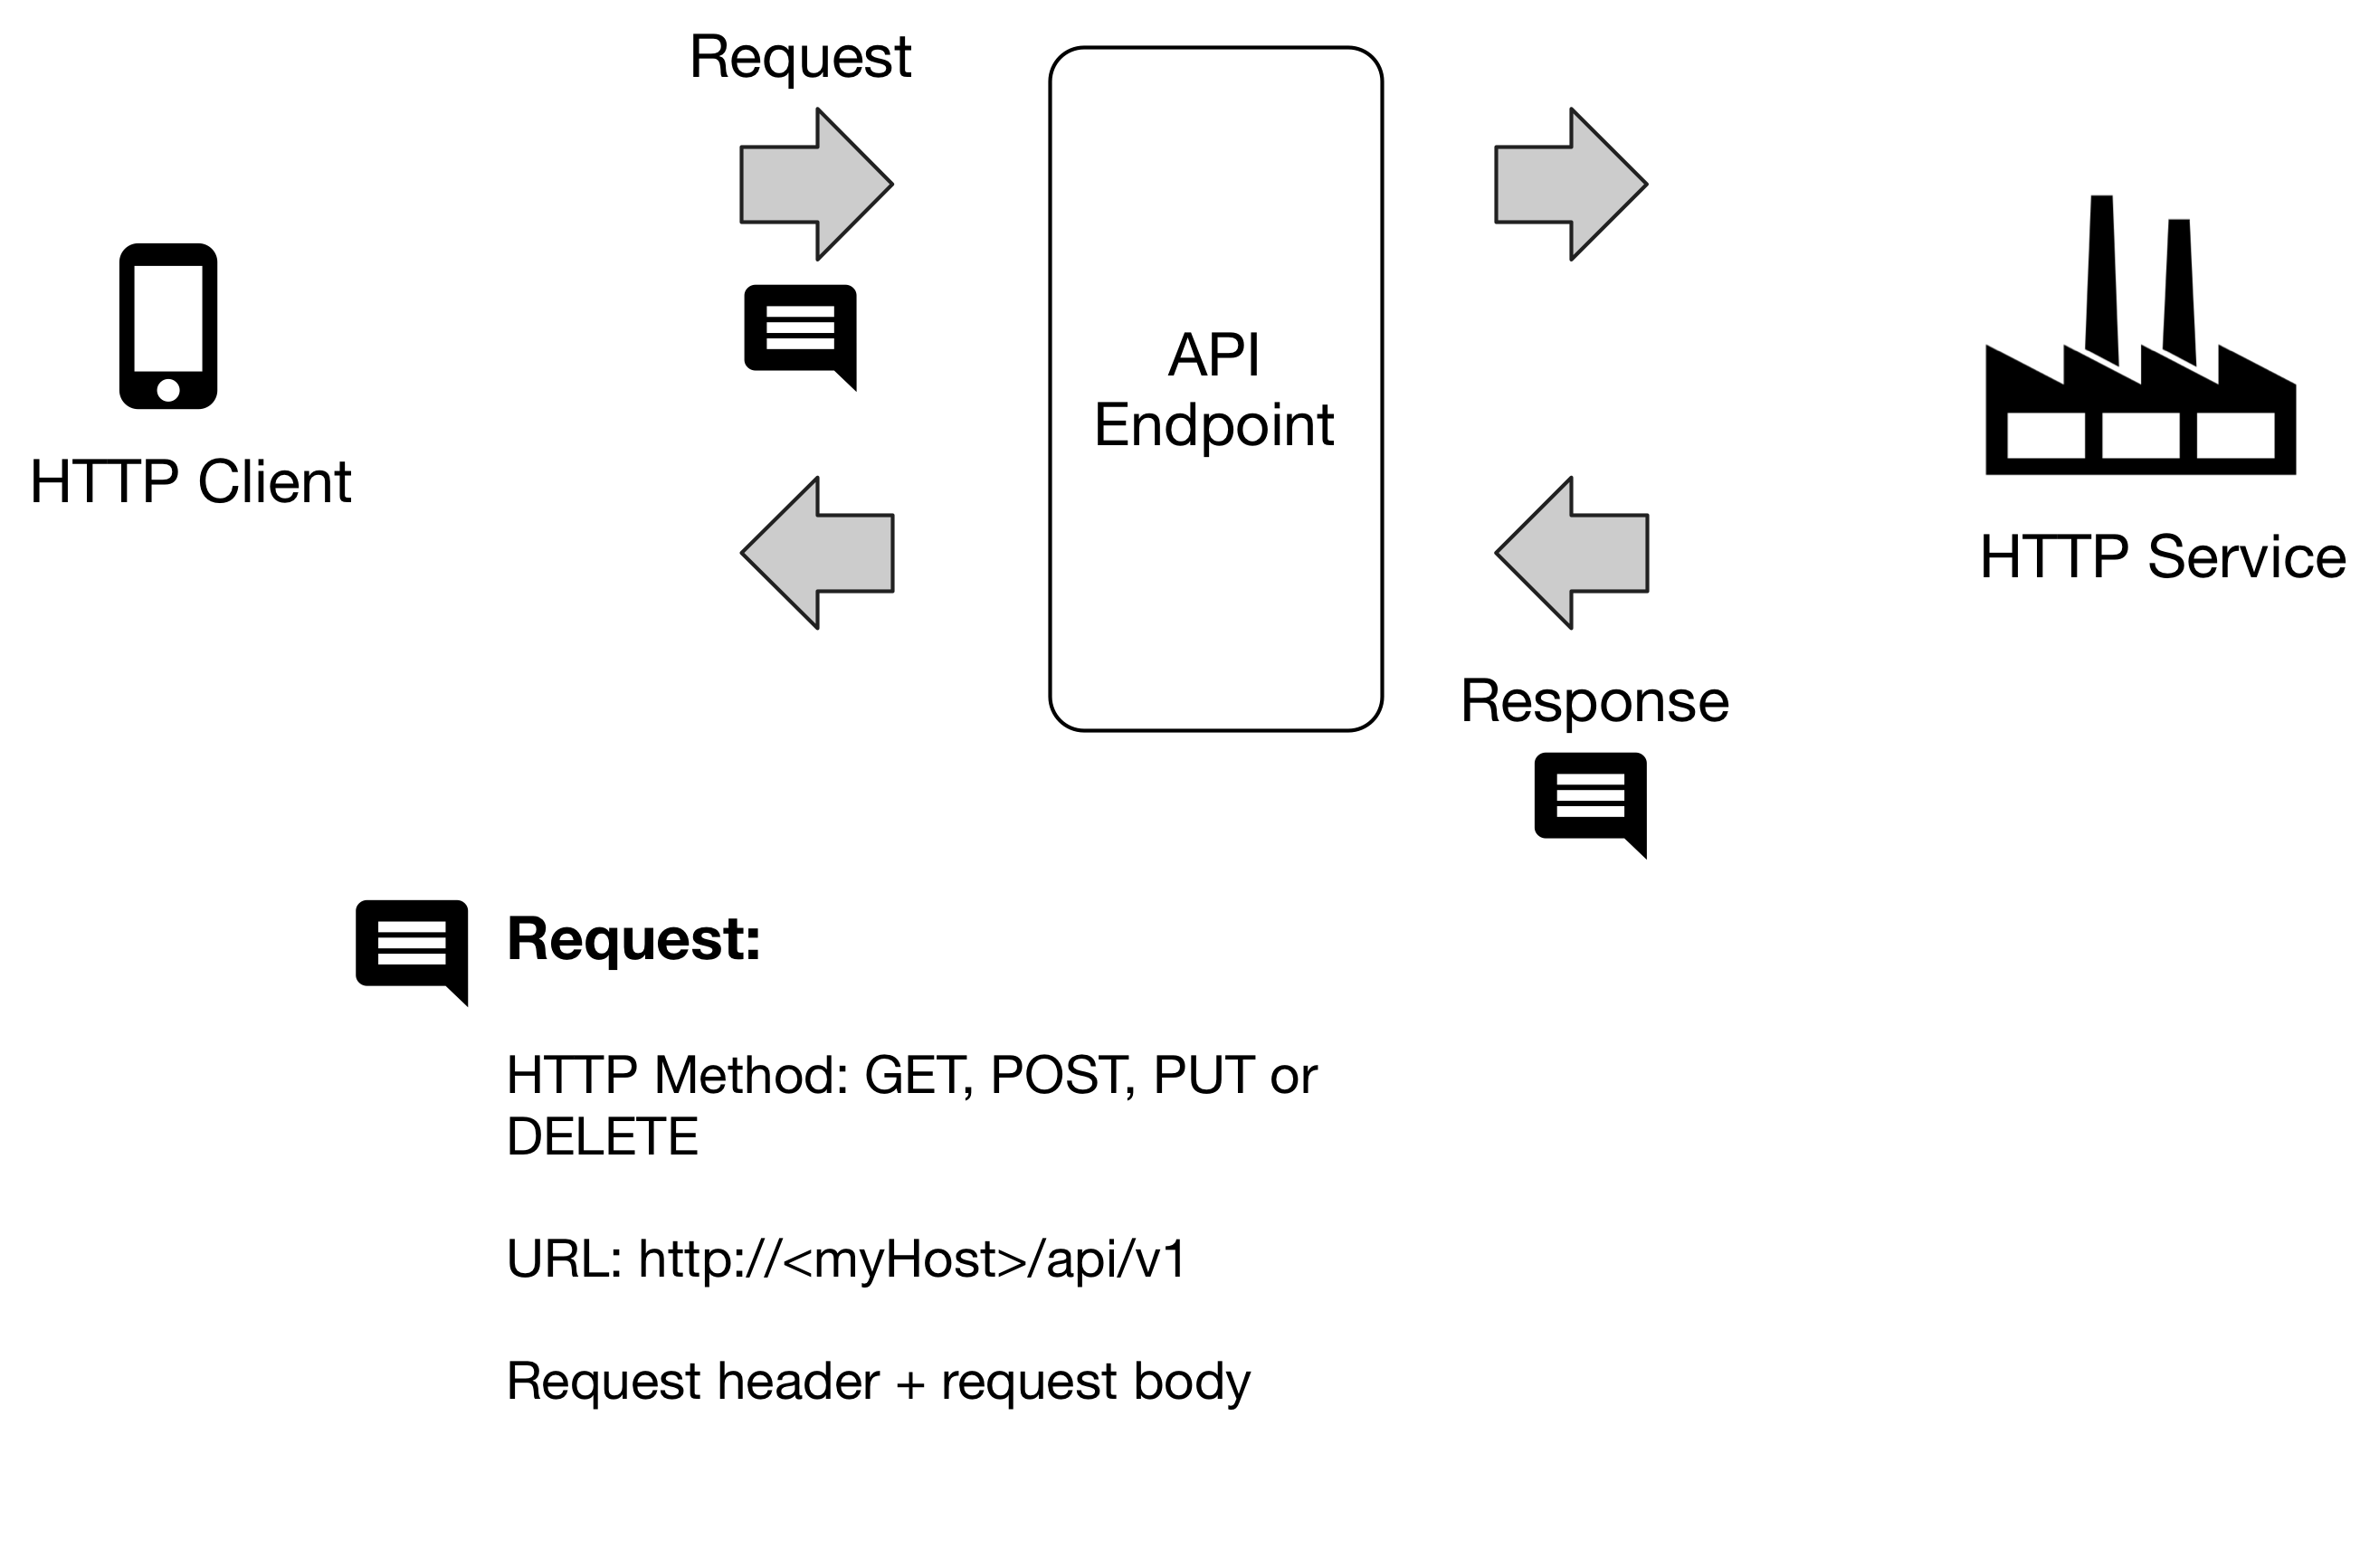 Request
API
Endpoint
HTTP Client
HTTP Service
Response
Request:
HTTP Method: GET, POST, PUT or
DELETE
URL: http://<myHost>/api/v1
Request header + request body